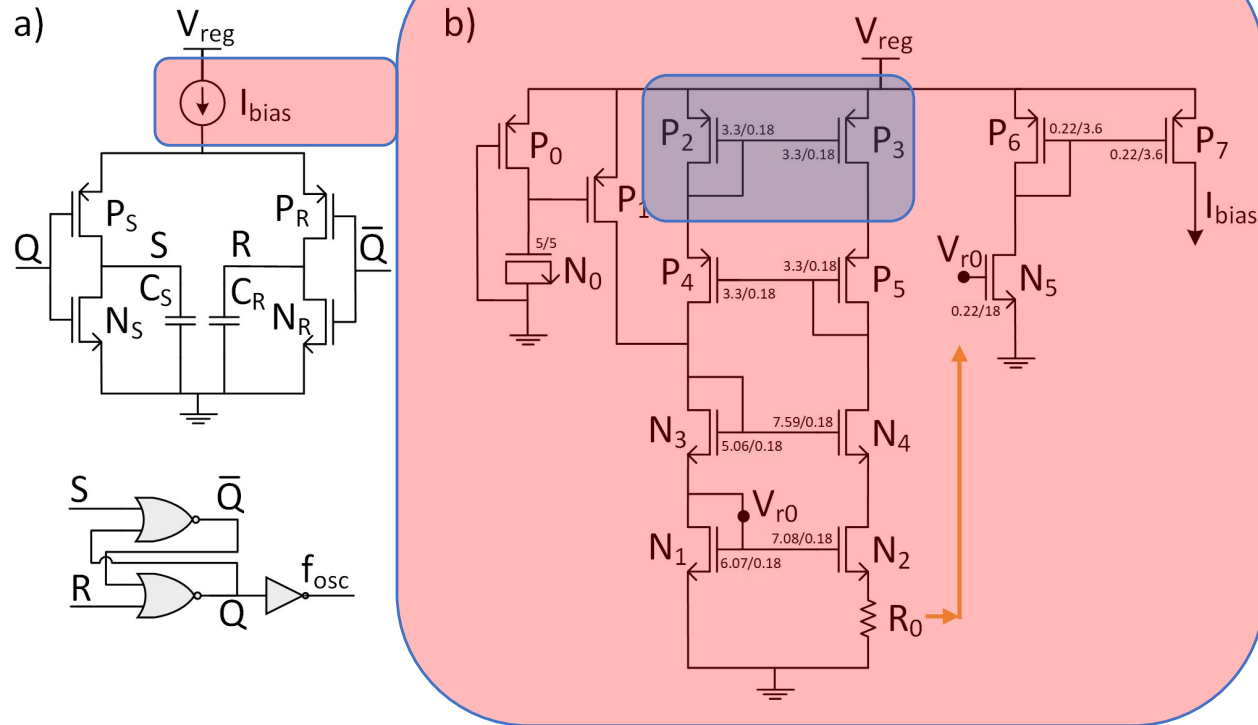 a)
V_reg
I_bias
P_S
P_R
Q
S
R
Q̅
C_S
C_R
N_S
N_R
S
Q̅
R
Q
f_osc
b)
V_reg
P_0
P_1
5/5
N_0
P_2
3.3/0.18
3.3/0.18
P_3
P_4
3.3/0.18
3.3/0.18
P_5
N_3
5.06/0.18
7.59/0.18
N_4
V_r0
N_1
6.07/0.18
7.08/0.18
N_2
R_0
P_6
0.22/3.6
0.22/3.6
P_7
I_bias
V_r0
N_5
0.22/18